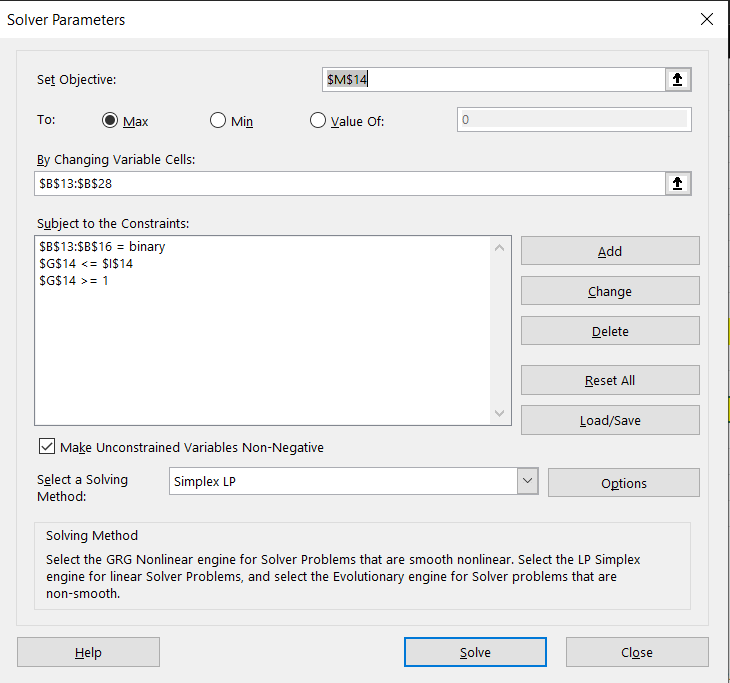 Solver Parameters
Set Objective:
$M$14
To:
Max
Min
Value Of:
0
By Changing Variable Cells:
$B$13:$B$28
Subject to the Constraints:
$B$13:$B$16 = binary
$G$14 <= $I$14
$G$14 >= 1
Add
Change
Delete
Reset All
Load/Save
Make Unconstrained Variables Non-Negative
Select a Solving
Method:
Simplex LP
Options
Solving Method
Select the GRG Nonlinear engine for Solver Problems that are smooth nonlinear. Select the LP Simplex
engine for linear Solver Problems, and select the Evolutionary engine for Solver problems that are
non-smooth.
Help
Solve
Close